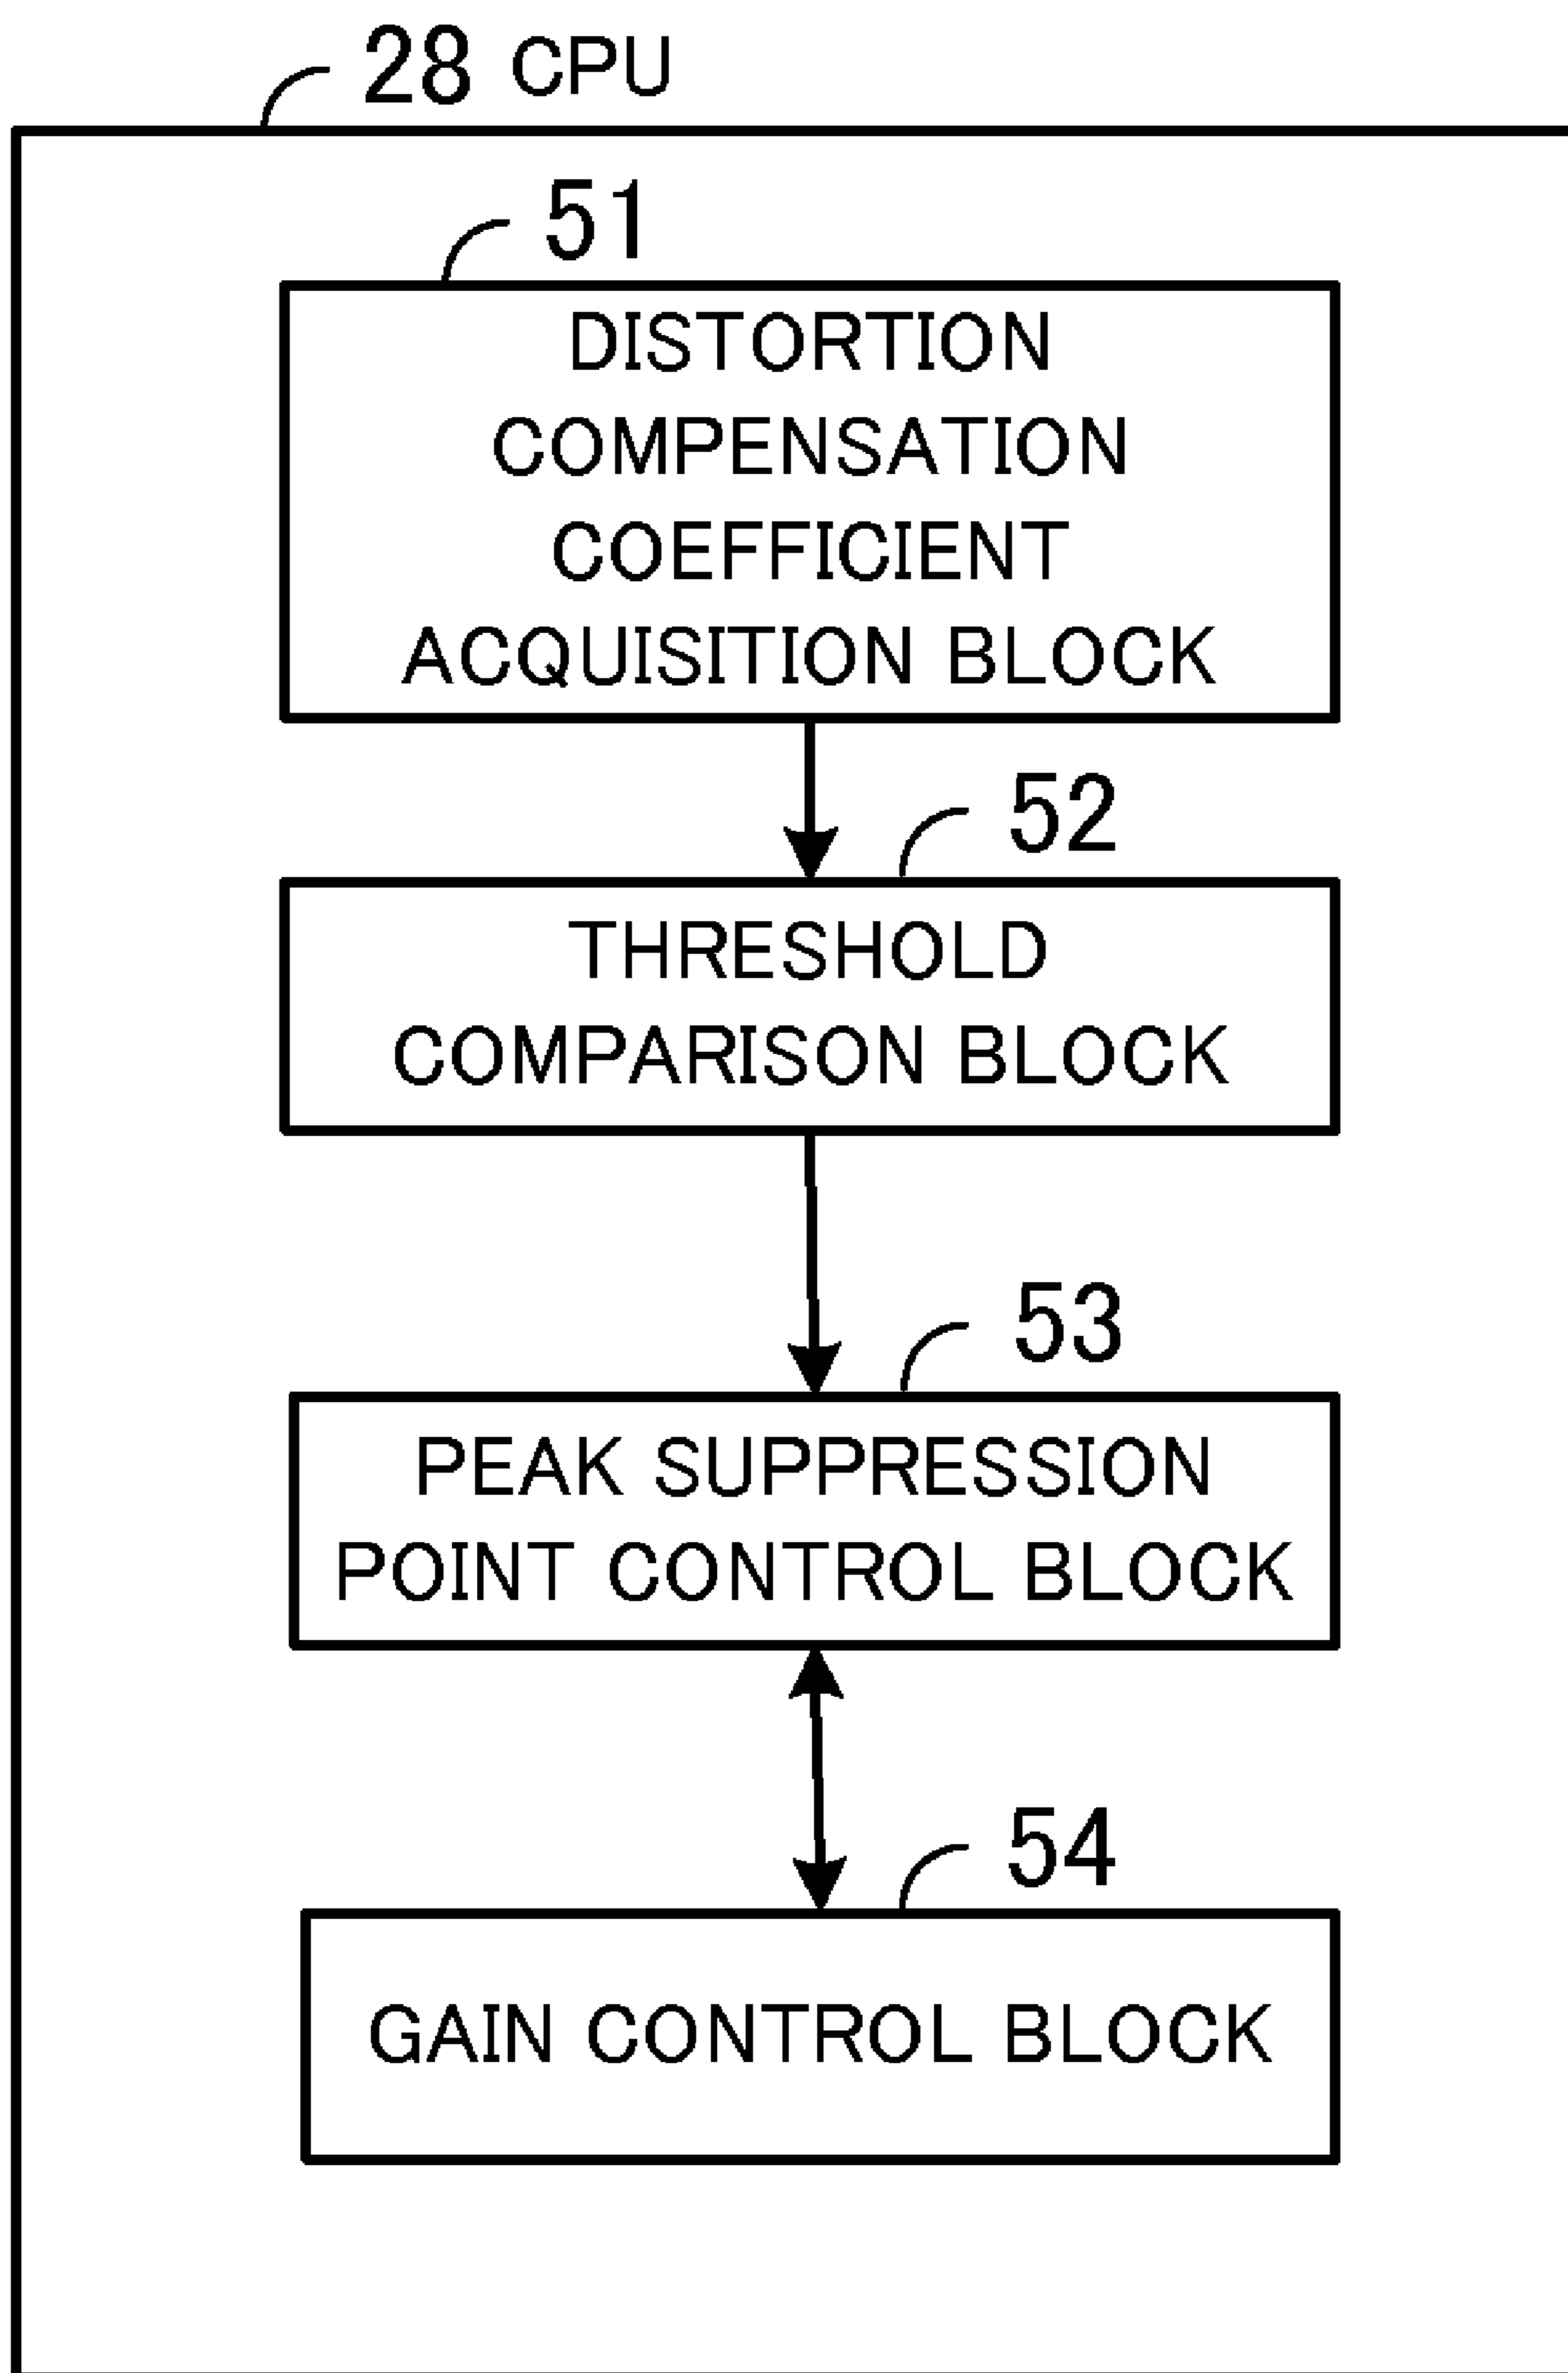 28 CPU
51
DISTORTION
COMPENSATION
COEFFICIENT
ACQUISITION BLOCK
52
THRESHOLD
COMPARISON BLOCK
53
PEAK SUPPRESSION
POINT CONTROL BLOCK
54
GAIN CONTROL BLOCK